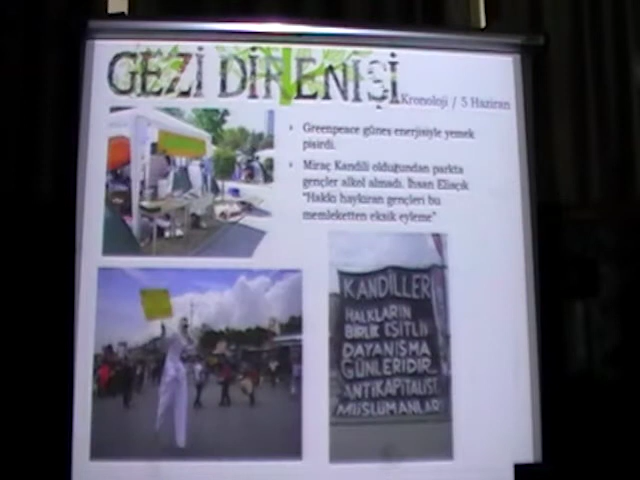 GEZİ DİRENİŞİ
Kronoloji / 5 Haziran
Greenpeace güneş enerjisiyle yemek
pişirdi.
Miraç Kandili olduğundan parkta
gençler alkol almadı. İhsan Eliaçık
"Hakkı haykıran gençleri bu
memleketten eksik eyleme"
KANDİLLER
HALKLARIN
BİRLİK EŞİTLİK
DAYANIŞMA
GÜNLERİDİR
ANTİKAPİTALİST
MÜSLÜMANLAR